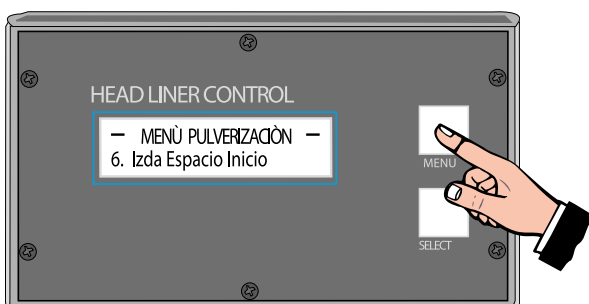 HEAD LINER CONTROL
– MENÙ PULVERIZACIÒN –
6. Izda Espacio Inicio
MENU
SELECT